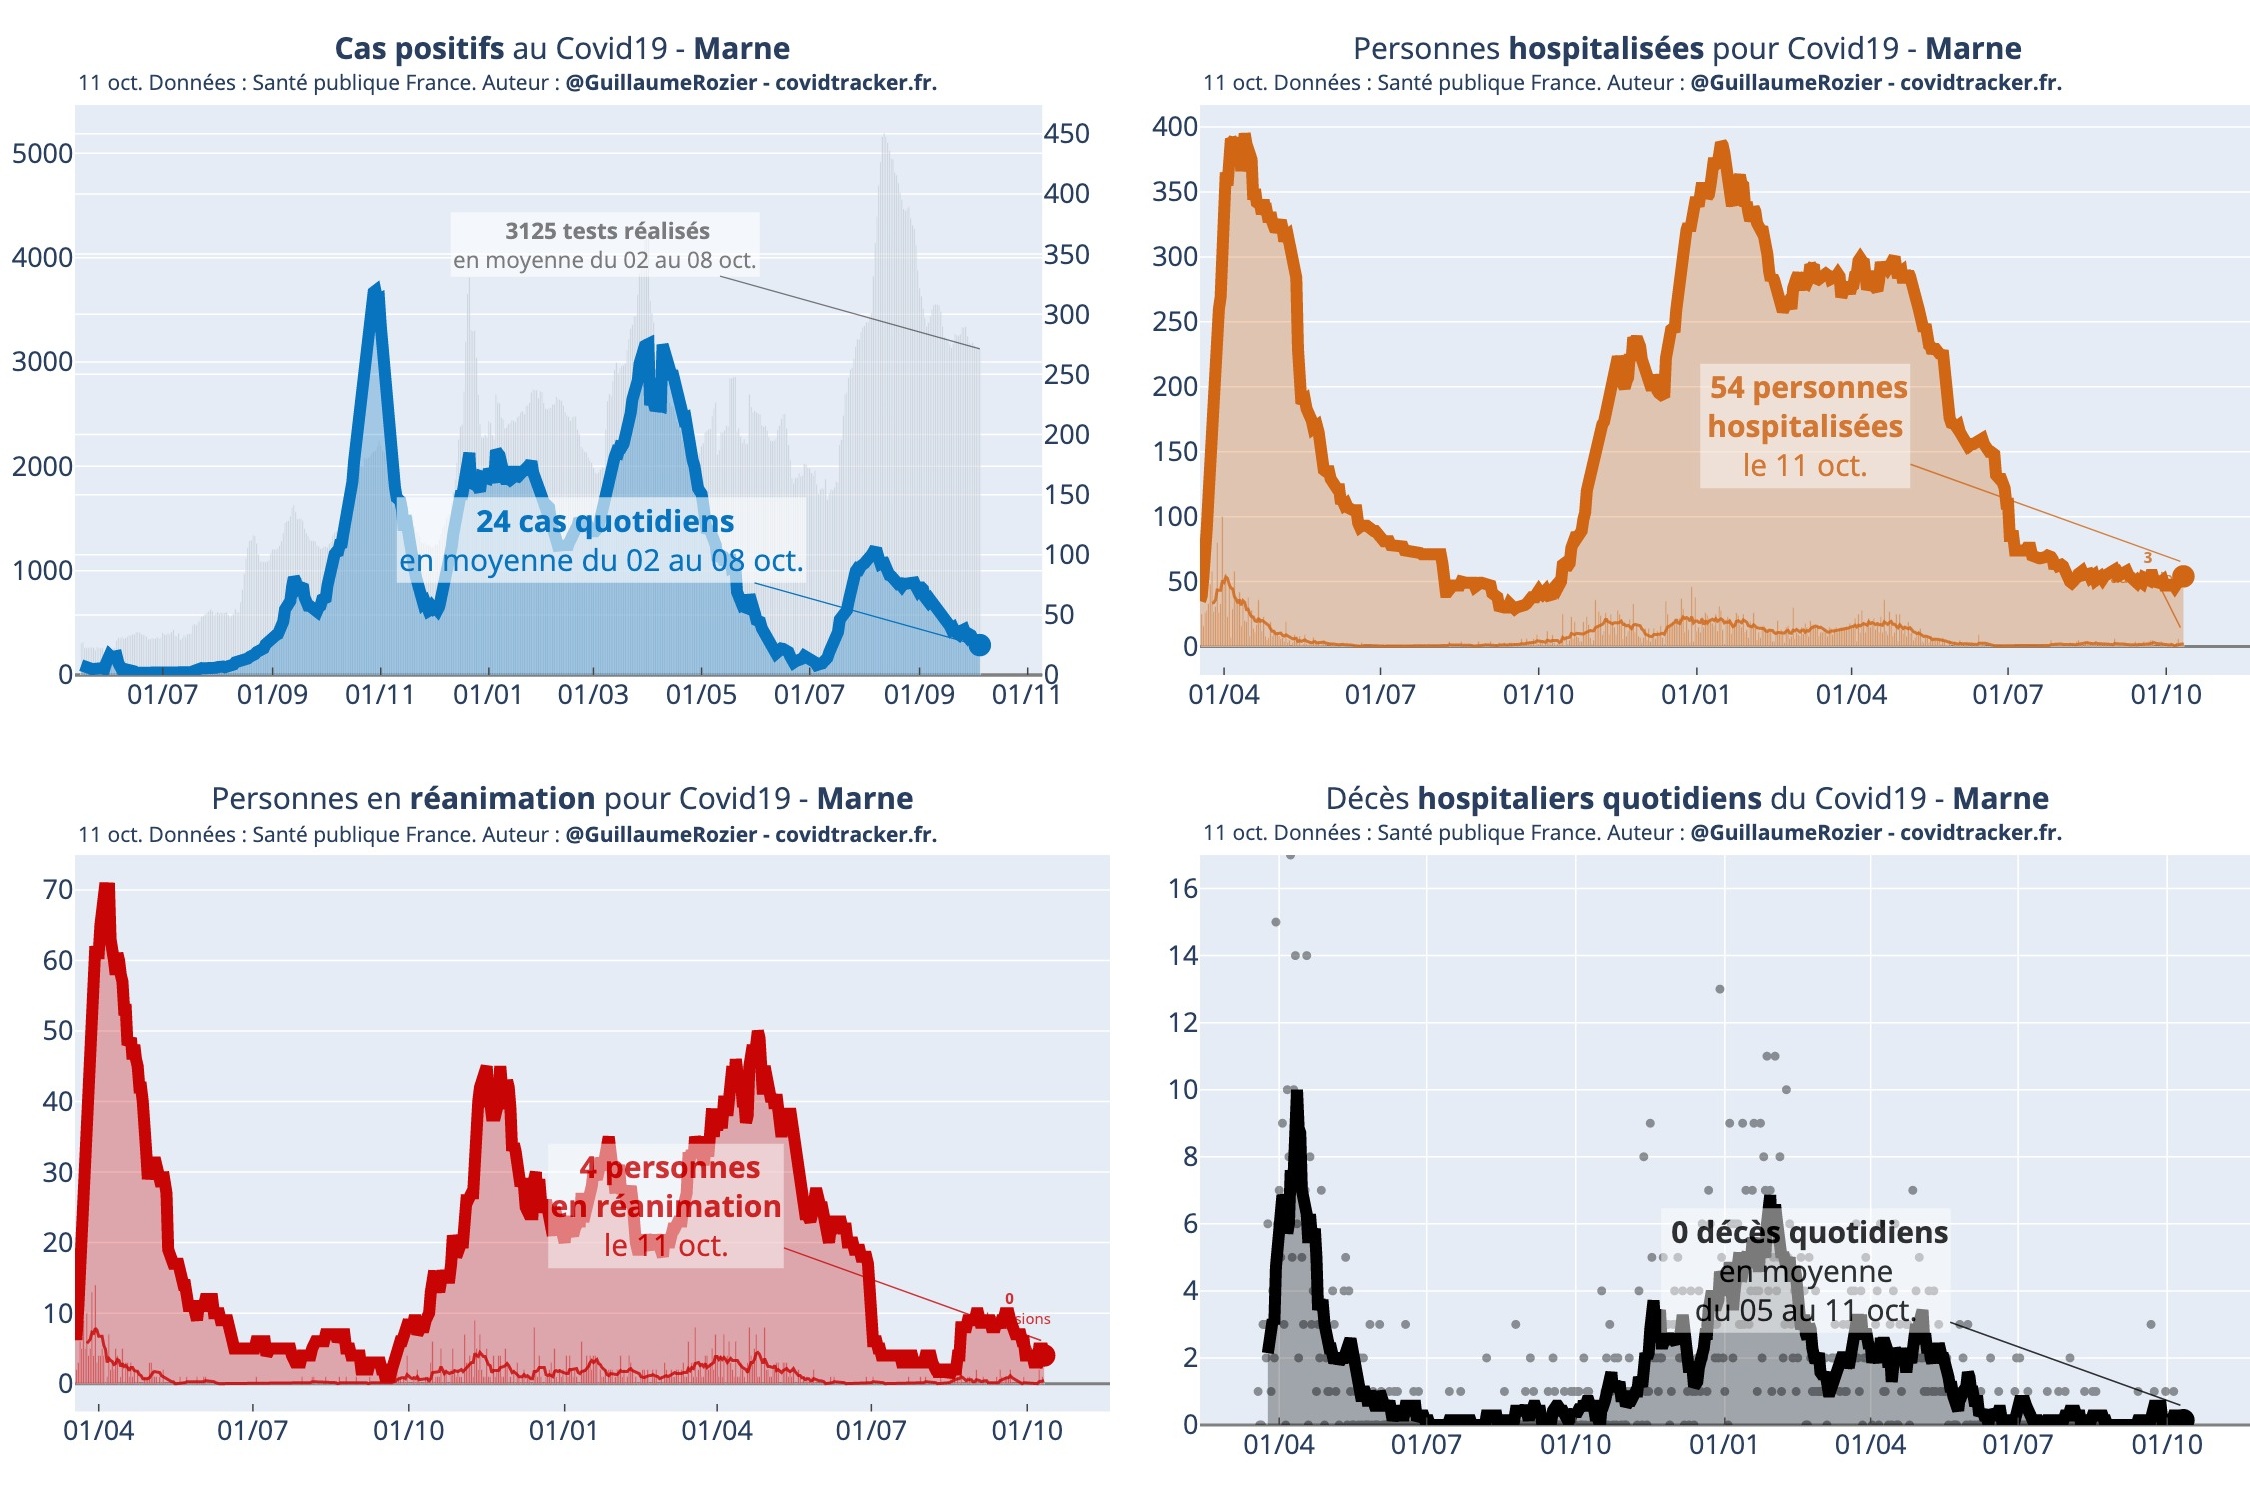 Cas positifs au Covid19 - Marne
11 oct. Données : Santé publique France. Auteur : @GuillaumeRozier - covidtracker.fr.
5000
4000
3000
2000
1000
0
450
400
350
300
250
200
150
100
50
0
3125 tests réalisés
en moyenne du 02 au 08 oct.
24 cas quotidiens
en moyenne du 02 au 08 oct.
01/07 01/09 01/11 01/01 01/03 01/05 01/07 01/09 01/11
Personnes hospitalisées pour Covid19 - Marne
11 oct. Données : Santé publique France. Auteur : @GuillaumeRozier - covidtracker.fr.
400
350
300
250
200
150
100
50
0
54 personnes
hospitalisées
le 11 oct.
3
01/04 01/07 01/10 01/01 01/04 01/07 01/10
Personnes en réanimation pour Covid19 - Marne
11 oct. Données : Santé publique France. Auteur : @GuillaumeRozier - covidtracker.fr.
70
60
50
40
30
20
10
0
4 personnes
en réanimation
le 11 oct.
0
01/04 01/07 01/10 01/01 01/04 01/07 01/10
Décès hospitaliers quotidiens du Covid19 - Marne
11 oct. Données : Santé publique France. Auteur : @GuillaumeRozier - covidtracker.fr.
16
14
12
10
8
6
4
2
0
0 décès quotidiens
en moyenne
du 05 au 11 oct.
01/04 01/07 01/10 01/01 01/04 01/07 01/10